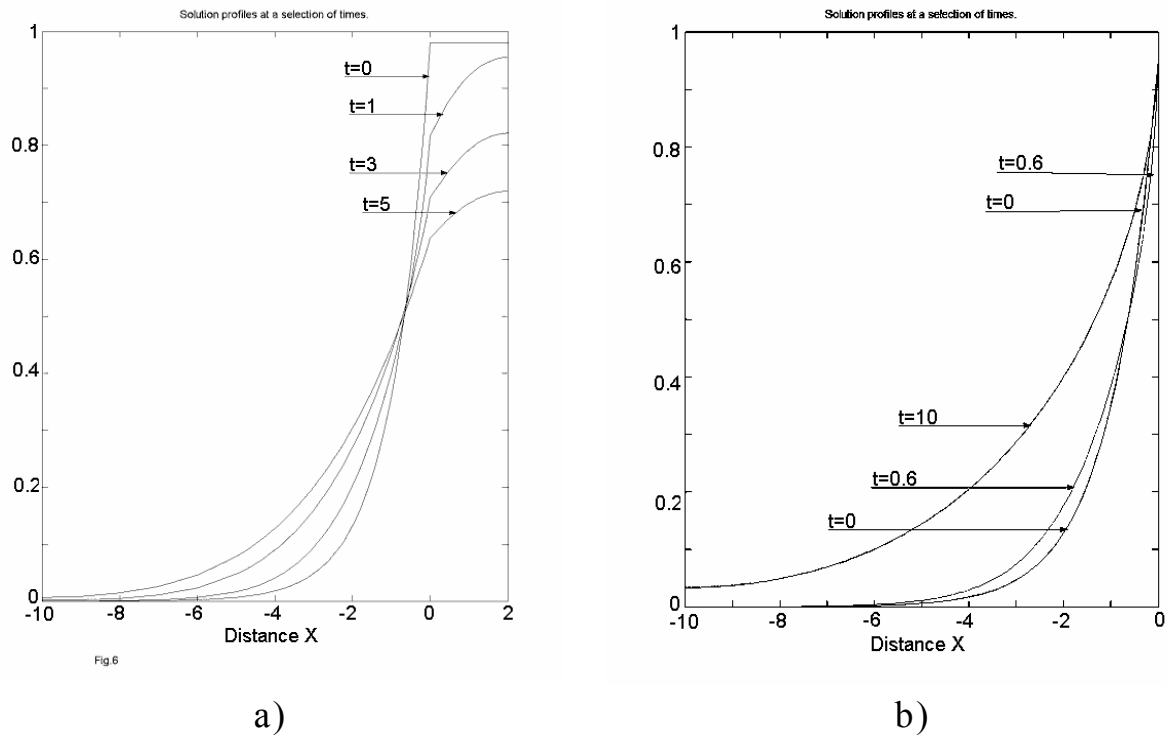 Solution profiles at a selection of times.
1
t=0
t=1
0.8
t=3
t=5
0.6
0.4
0.2
0
-10 -8 -6 -4 -2 0 2
Distance X
Fig.6
a)
Solution profiles at a selection of times.
1
0.8
t=0.6
t=0
0.6
0.4
t=10
t=0.6
0.2
t=0
0
-10 -8 -6 -4 -2 0
Distance X
b)